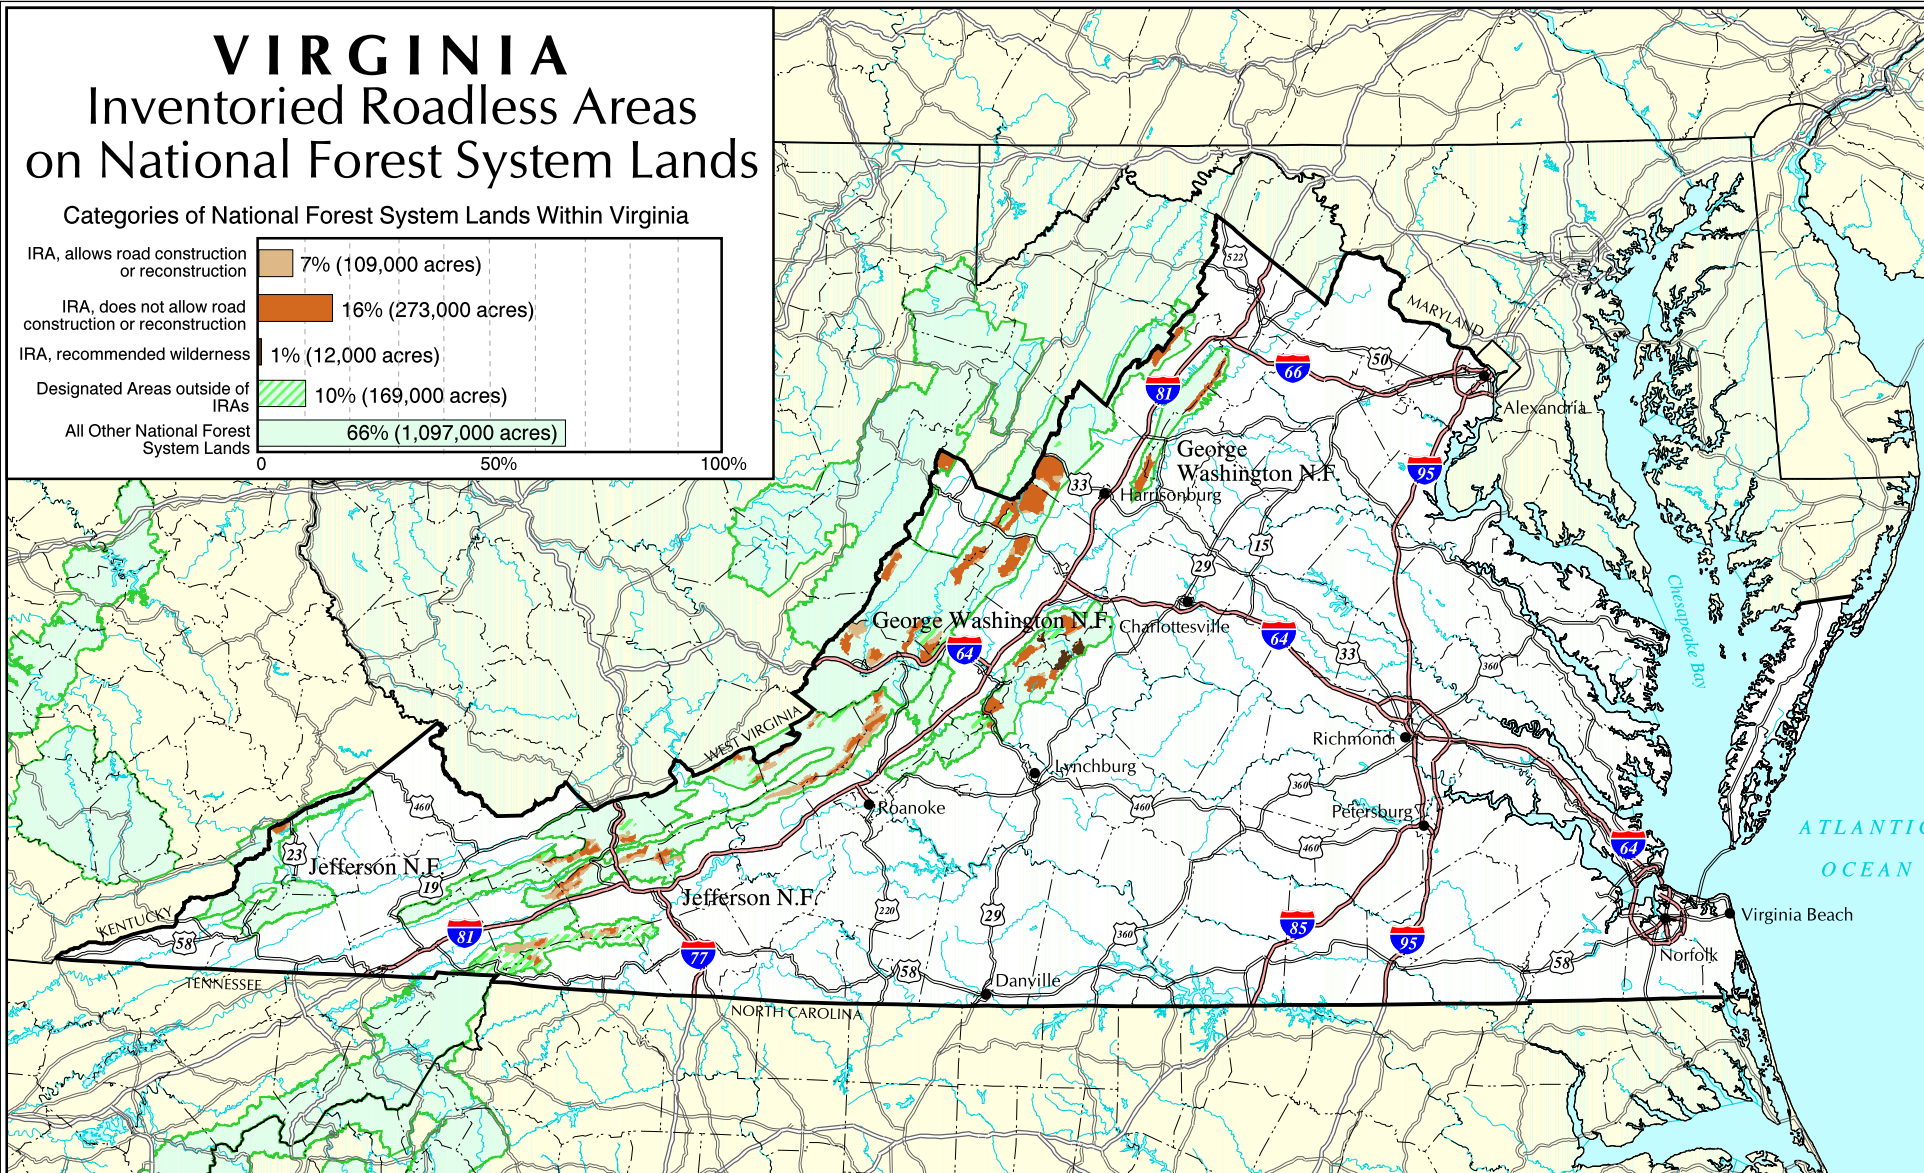 VIRGINIA
Inventoried Roadless Areas
on National Forest System Lands
Categories of National Forest System Lands Within Virginia
IRA, allows road construction
or reconstruction
7% (109,000 acres)
IRA, does not allow road
construction or reconstruction
16% (273,000 acres)
IRA, recommended wilderness
1% (12,000 acres)
Designated Areas outside of
IRAs
10% (169,000 acres)
All Other National Forest
System Lands
66% (1,097,000 acres)
0
50%
100%
522
MARYLAND
50
66
81
Alexandria
George
Washington N.F.
95
33
Harrisonburg
15
29
Chesapeake Bay
George Washington N.F.
Charlottesville
64
64
33
360
WEST VIRGINIA
Richmond
Lynchburg
460
Roanoke
460
360
Petersburg
ATLANTIC
OCEAN
23
Jefferson N.F.
19
460
64
Jefferson N.F.
KENTUCKY
58
81
77
220
29
360
85
95
Virginia Beach
Norfolk
58
58
Danville
TENNESSEE
NORTH CAROLINA